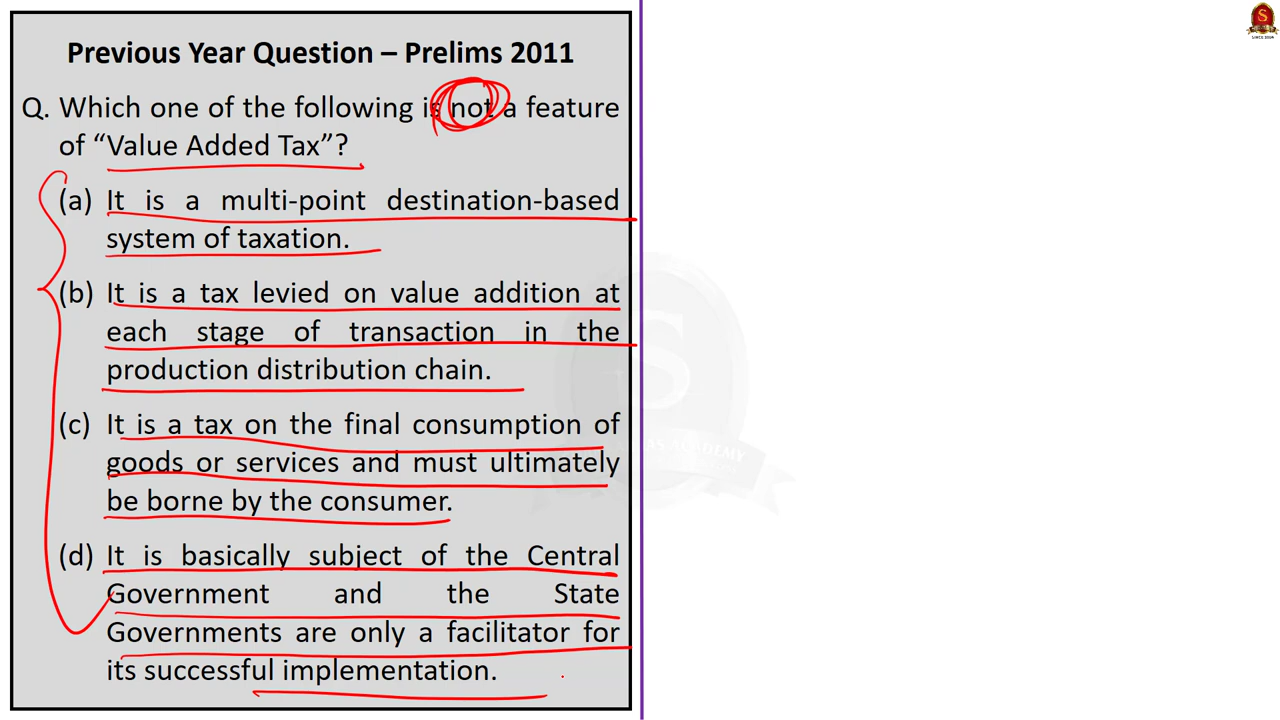 Previous Year Question – Prelims 2011
Q. Which one of the following is not a feature
of “Value Added Tax”?
(a) It is a multi-point destination-based
system of taxation.
(b) It is a tax levied on value addition at
each stage of transaction in the
production distribution chain.
(c) It is a tax on the final consumption of
goods or services and must ultimately
be borne by the consumer.
(d) It is basically subject of the Central
Government and the State
Governments are only a facilitator for
its successful implementation.
S
S
ACADEMY